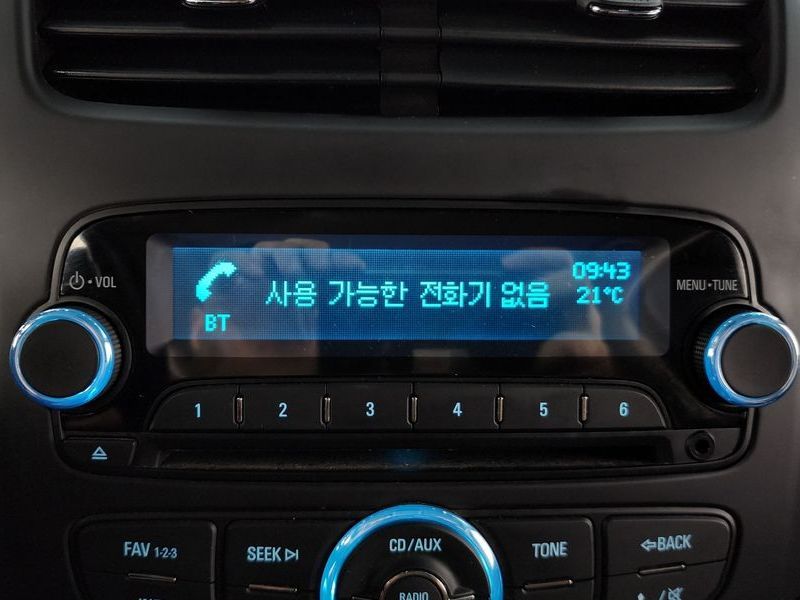 VOL
MENU•TUNE
09:43
사용 가능한 전화기 없음
21°C
BT
1 2 3 4 5 6
FAV 1-2-3
SEEK
CD/AUX
TONE
BACK
RADIO